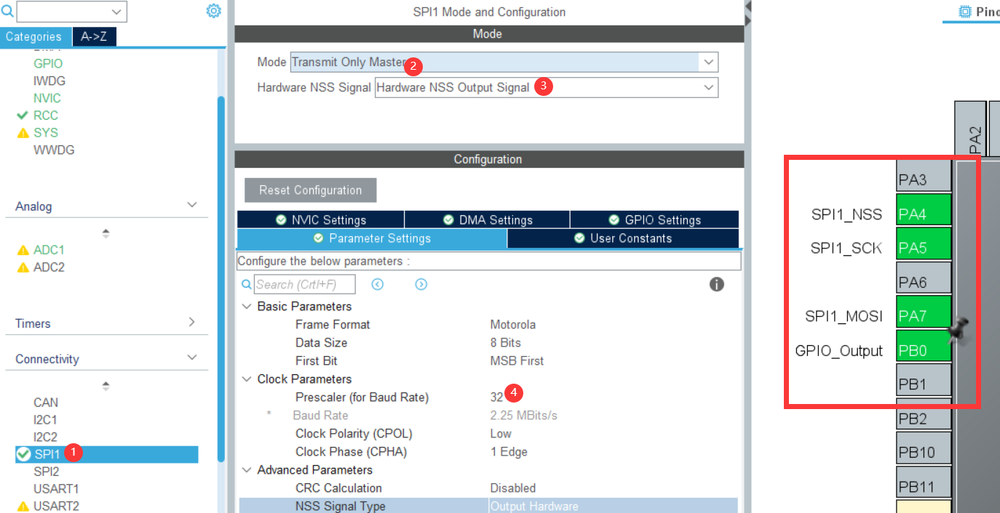 Categories
A->Z
GPIO
IWDG
NVIC
RCC
SYS
WWDG
Analog
ADC1
ADC2
Timers
Connectivity
CAN
I2C1
I2C2
SPI1 1
SPI2
USART1
USART2
SPI1 Mode and Configuration
Mode
Mode Transmit Only Master 2
Hardware NSS Signal Hardware NSS Output Signal 3
Configuration
Reset Configuration
NVIC Settings DMA Settings GPIO Settings
Parameter Settings User Constants
Configure the below parameters :
Search (Crtl+F)
Basic Parameters
Frame Format Motorola
Data Size 8 Bits
First Bit MSB First
Clock Parameters
Prescaler (for Baud Rate) 32 4
* Baud Rate 2.25 MBits/s
Clock Polarity (CPOL) Low
Clock Phase (CPHA) 1 Edge
Advanced Parameters
CRC Calculation Disabled
NSS Signal Type Output Hardware
PA2
PA3
SPI1_NSS PA4
SPI1_SCK PA5
PA6
SPI1_MOSI PA7
GPIO_Output PB0
PB1
PB2
PB10
PB11